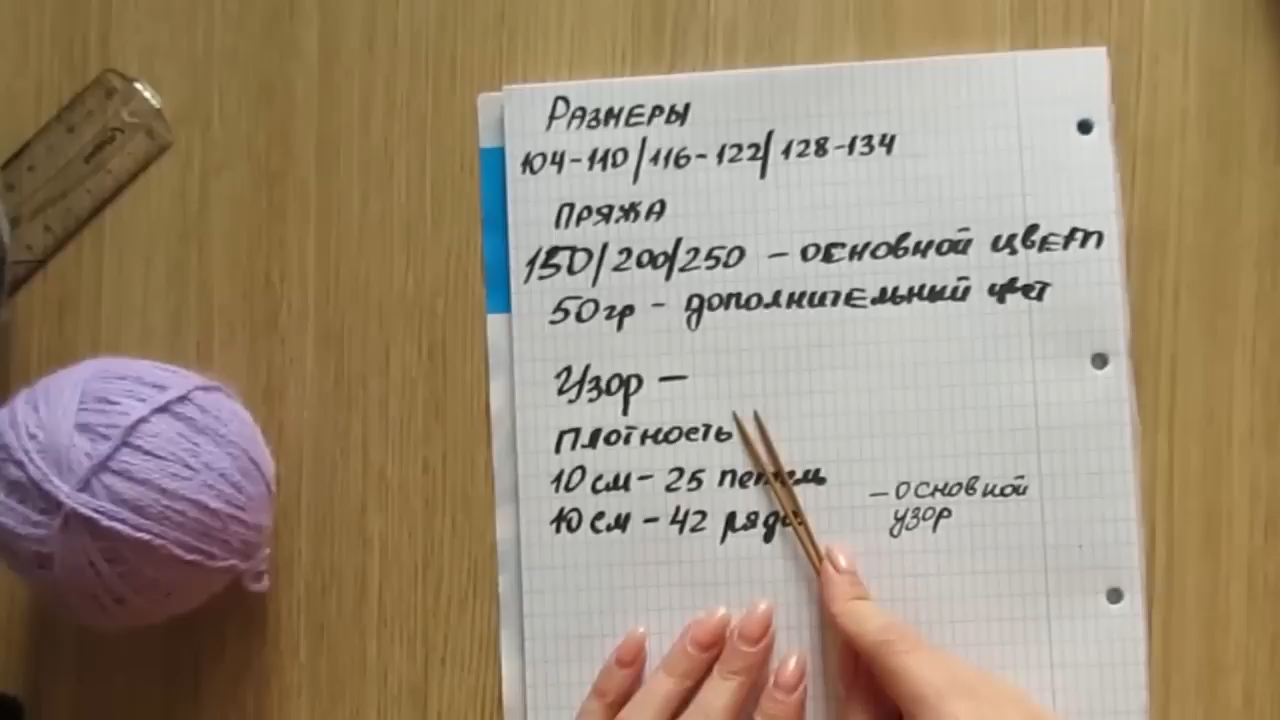 Размеры
104-110/116-122/128-134
Пряжа
150/200/250 - основной цвет
50гр - дополнительный цвет
Узор -
Плотность
10 см - 25 петель
10 см - 42 ряда
- основной
узор